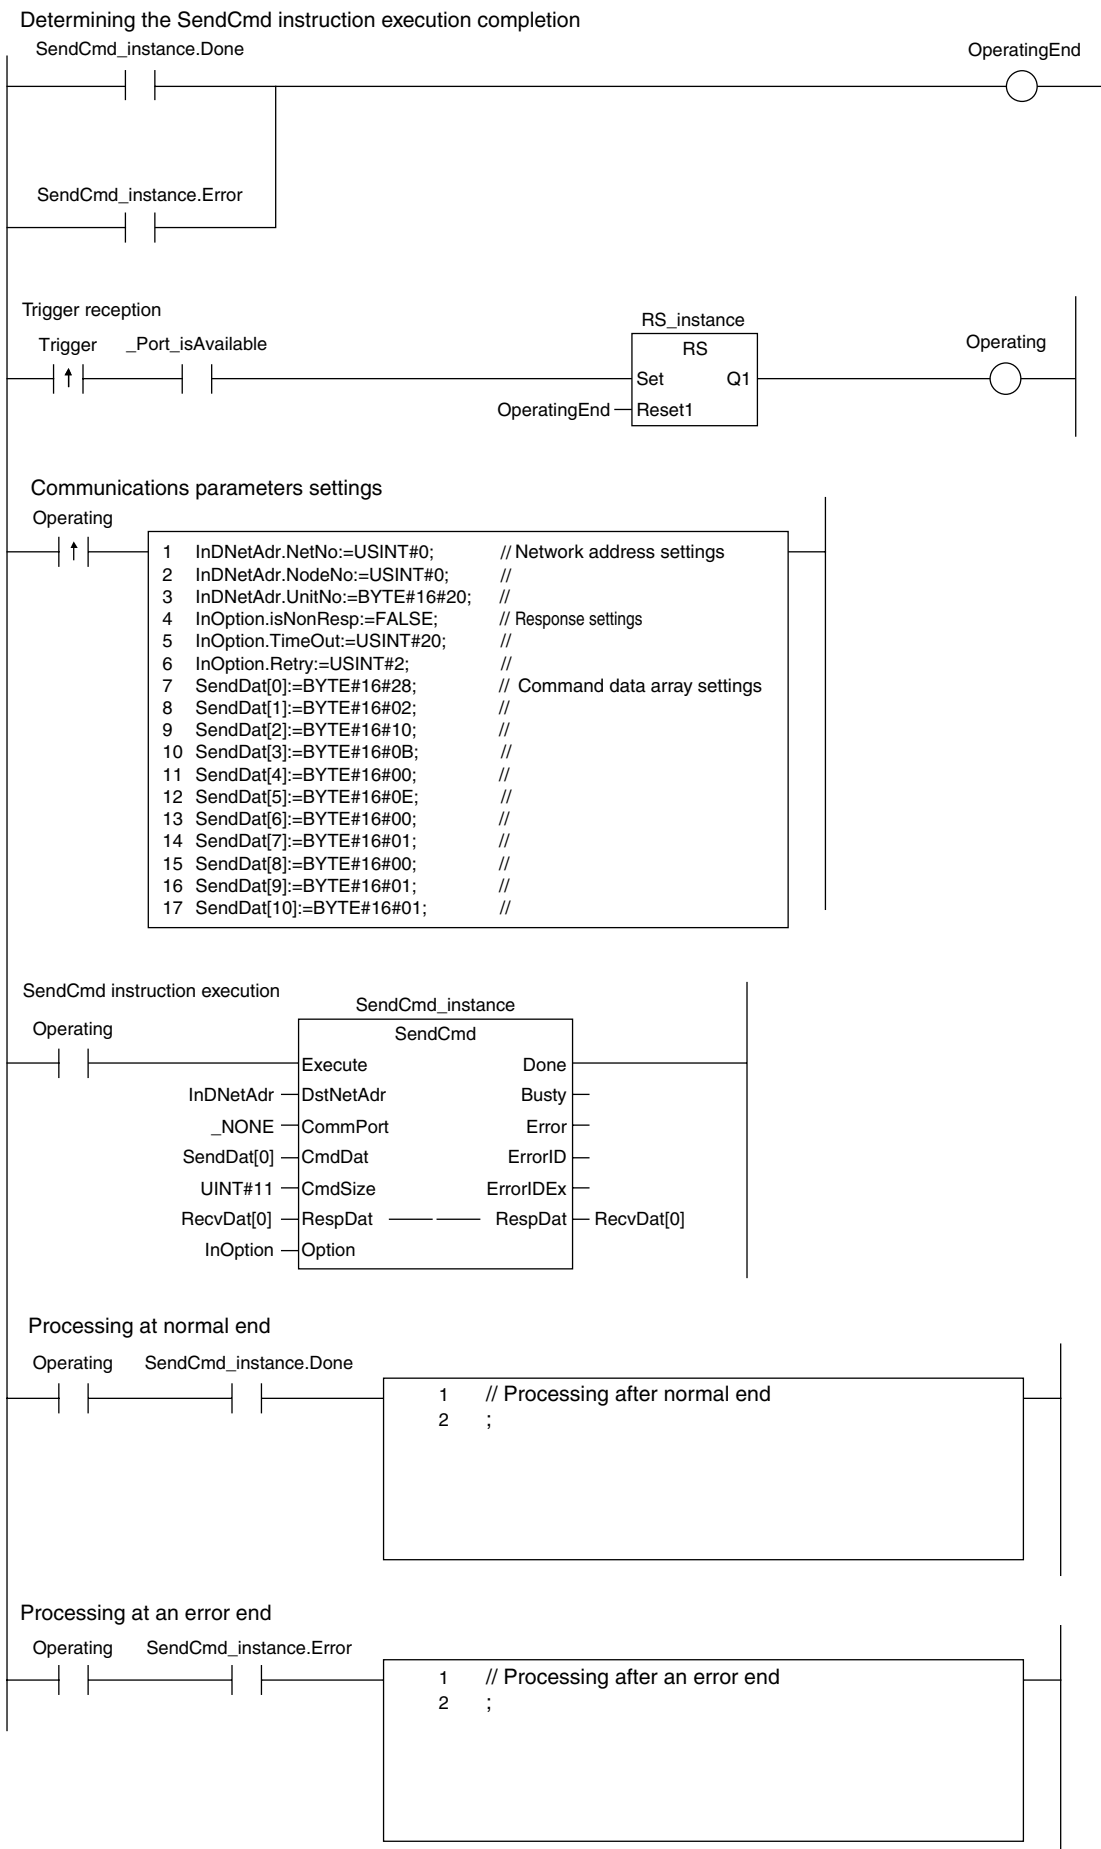 Determining the SendCmd instruction execution completion
SendCmd_instance.Done
OperatingEnd
SendCmd_instance.Error
Trigger reception
Trigger _Port_isAvailable
RS_instance
RS
Operating
Set Q1
OperatingEnd Reset1
Communications parameters settings
Operating
1 InDNetAdr.NetNo:=USINT#0; // Network address settings
2 InDNetAdr.NodeNo:=USINT#0; //
3 InDNetAdr.UnitNo:=BYTE#16#20; //
4 InOption.isNonResp:=FALSE; // Response settings
5 InOption.TimeOut:=USINT#20; //
6 InOption.Retry:=USINT#2; //
7 SendDat[0]:=BYTE#16#28; // Command data array settings
8 SendDat[1]:=BYTE#16#02; //
9 SendDat[2]:=BYTE#16#10; //
10 SendDat[3]:=BYTE#16#0B; //
11 SendDat[4]:=BYTE#16#00; //
12 SendDat[5]:=BYTE#16#0E; //
13 SendDat[6]:=BYTE#16#00; //
14 SendDat[7]:=BYTE#16#01; //
15 SendDat[8]:=BYTE#16#00; //
16 SendDat[9]:=BYTE#16#01; //
17 SendDat[10]:=BYTE#16#01; //
SendCmd instruction execution
SendCmd_instance
Operating
SendCmd
Execute Done
InDNetAdr DstNetAdr Busty
_NONE CommPort Error
SendDat[0] CmdDat ErrorID
UINT#11 CmdSize ErrorIDEx
RecvDat[0] RespDat RespDat RecvDat[0]
InOption Option
Processing at normal end
Operating SendCmd_instance.Done
1 // Processing after normal end
2 ;
Processing at an error end
Operating SendCmd_instance.Error
1 // Processing after an error end
2 ;